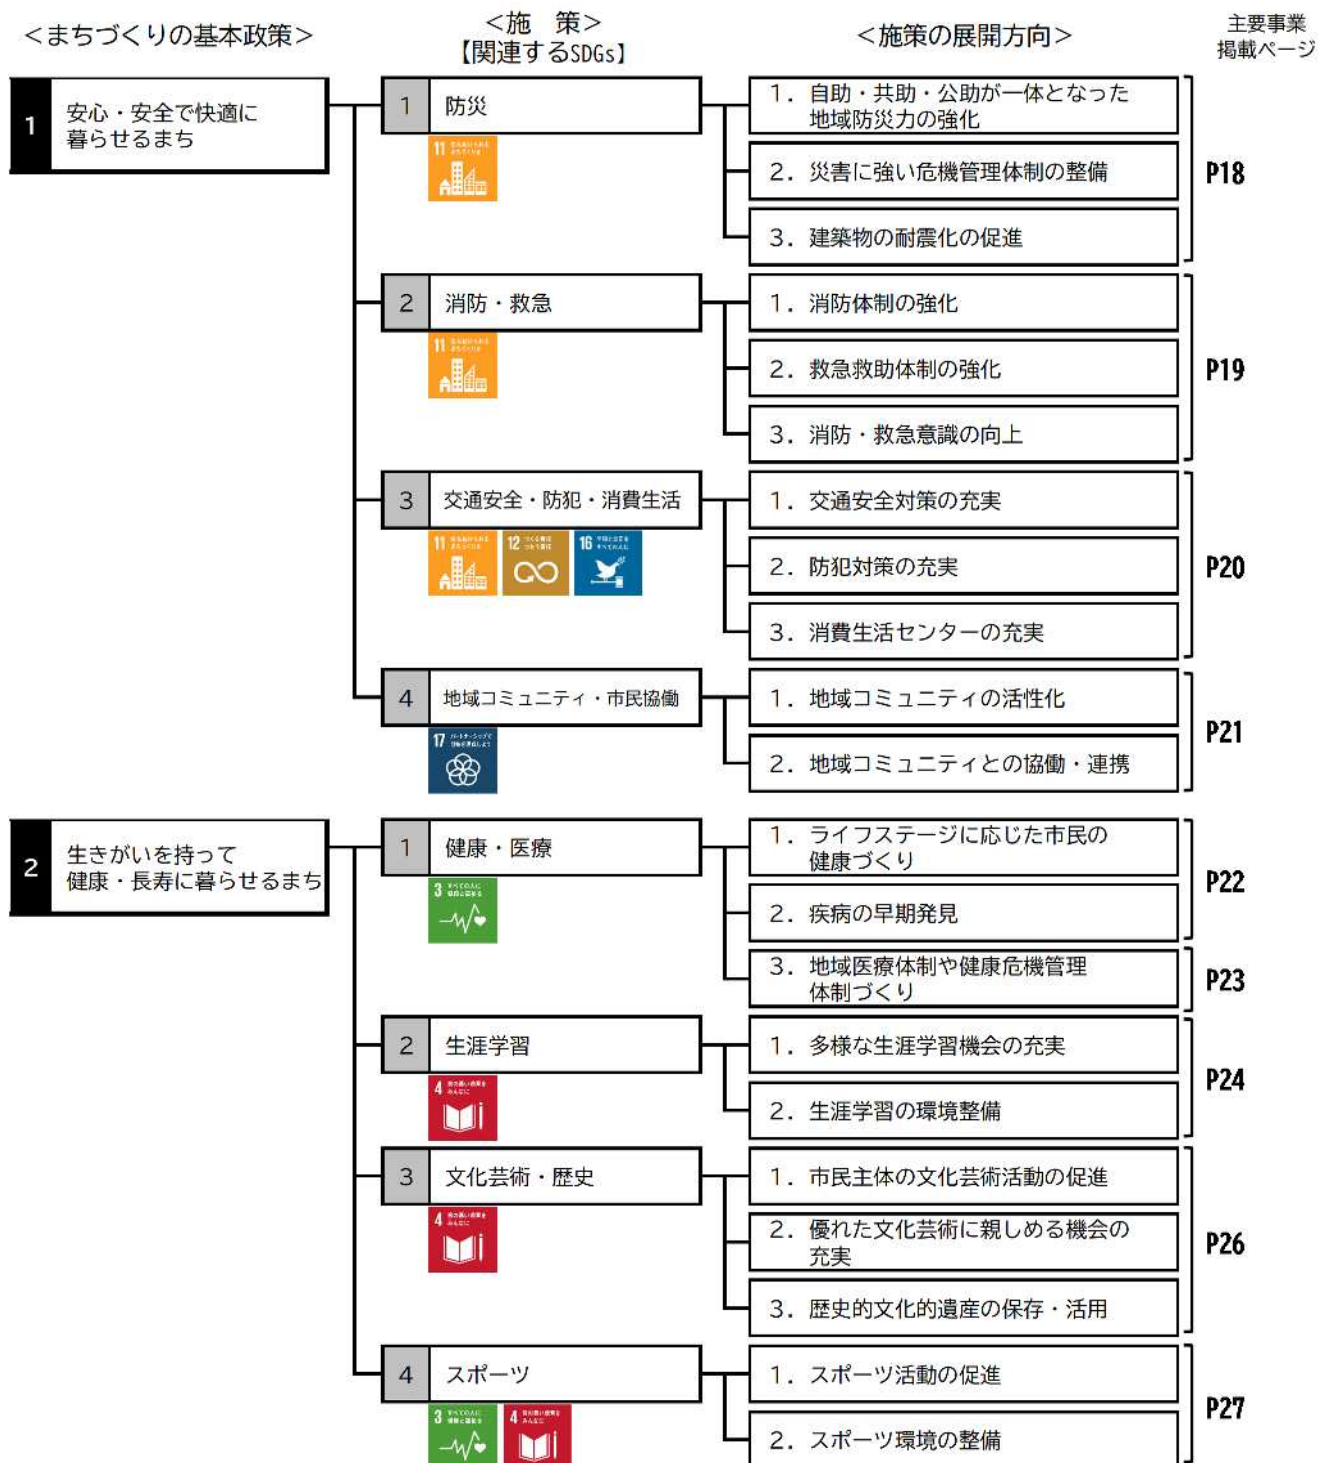 ＜まちづくりの基本政策＞
＜施　策＞
【関連するSDGs】
＜施策の展開方向＞
主要事業
掲載ページ
1
安心・安全で快適に
暮らせるまち
1
防災
11
1．自助・共助・公助が一体となった
地域防災力の強化
2．災害に強い危機管理体制の整備
3．建築物の耐震化の促進
P18
2
消防・救急
11
1．消防体制の強化
2．救急救助体制の強化
3．消防・救急意識の向上
P19
3
交通安全・防犯・消費生活
11
12
16
1．交通安全対策の充実
2．防犯対策の充実
3．消費生活センターの充実
P20
4
地域コミュニティ・市民協働
17
1．地域コミュニティの活性化
2．地域コミュニティとの協働・連携
P21
2
生きがいを持って
健康・長寿に暮らせるまち
1
健康・医療
3
1．ライフステージに応じた市民の
健康づくり
2．疾病の早期発見
P22
3．地域医療体制や健康危機管理
体制づくり
P23
2
生涯学習
4
1．多様な生涯学習機会の充実
2．生涯学習の環境整備
P24
3
文化芸術・歴史
4
1．市民主体の文化芸術活動の促進
2．優れた文化芸術に親しめる機会の
充実
3．歴史的文化的遺産の保存・活用
P26
4
スポーツ
3
4
1．スポーツ活動の促進
2．スポーツ環境の整備
P27